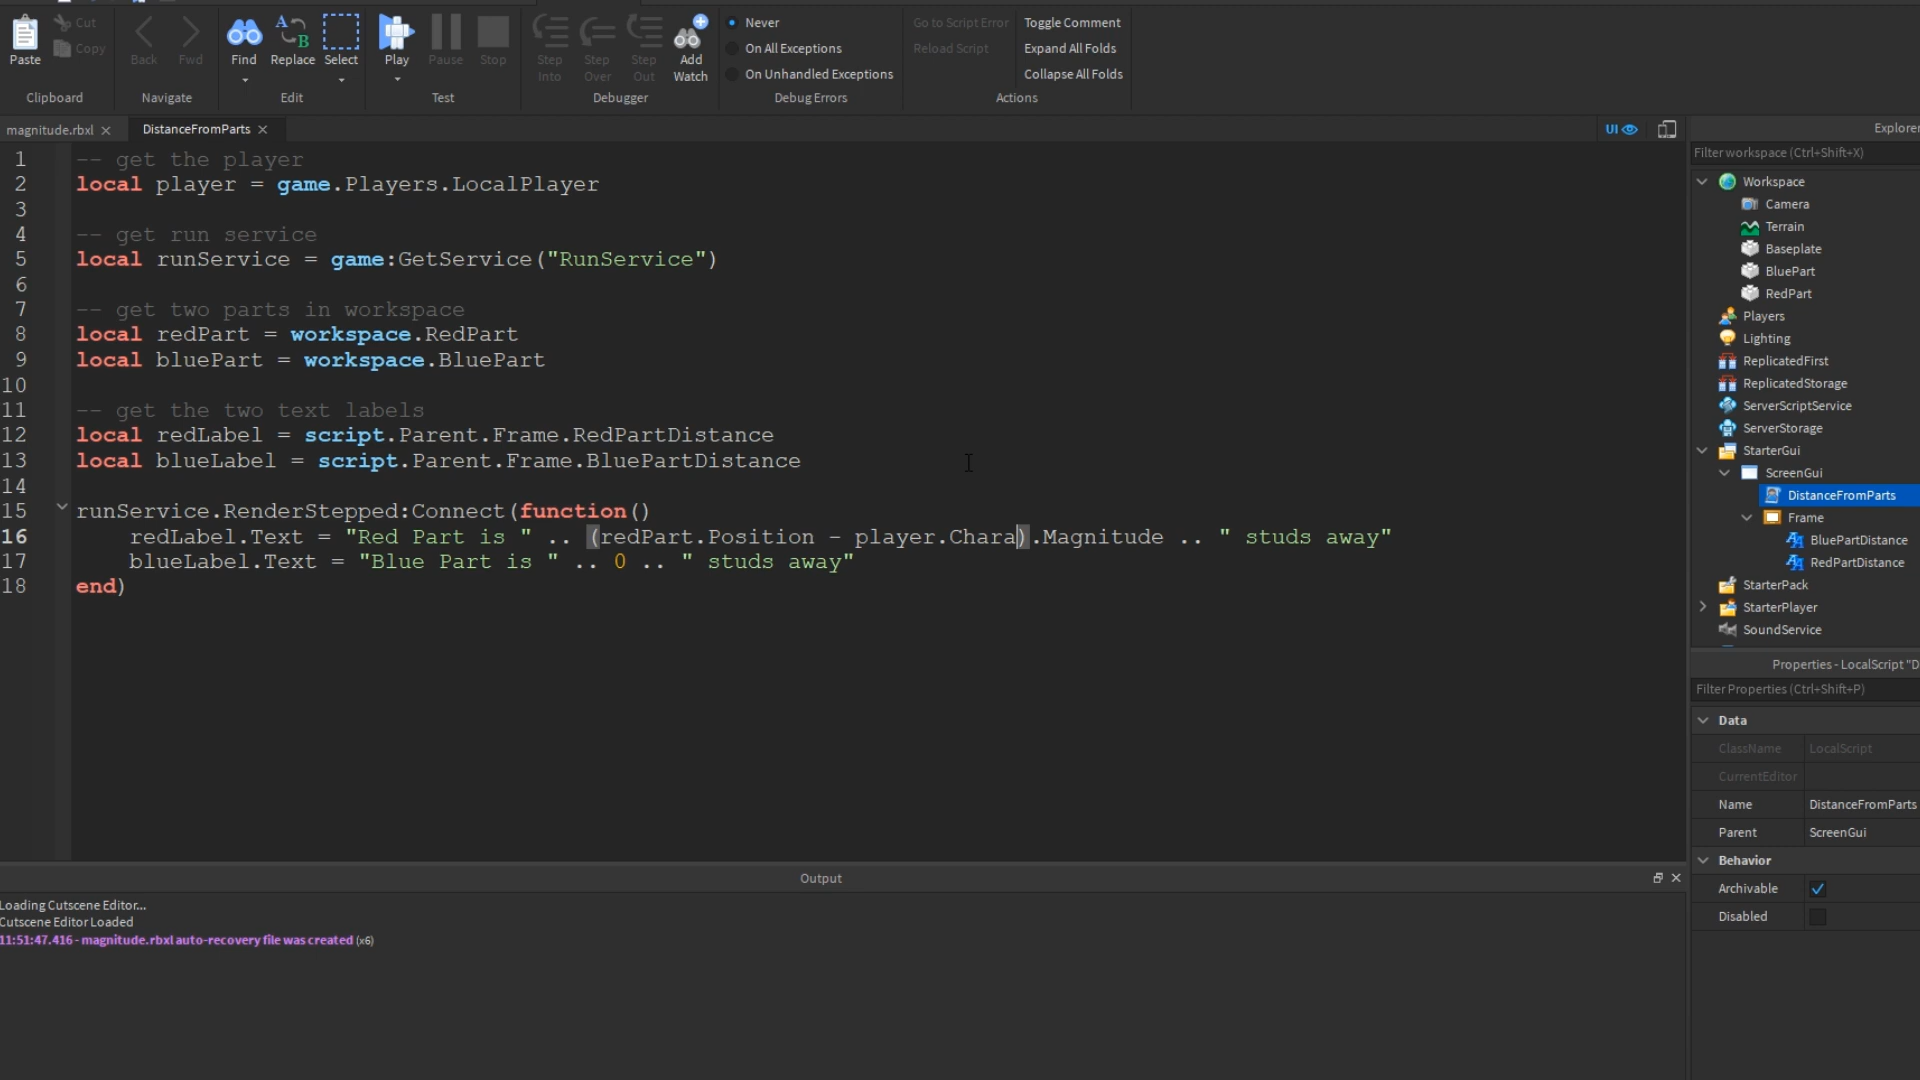 Paste
Cut
Copy
Clipboard
Back
Fwd
Navigate
Find
Replace
Select
Edit
Play
Pause
Stop
Test
Step Into
Step Over
Step Out
Add Watch
Debugger
Never
On All Exceptions
On Unhandled Exceptions
Debug Errors
Go to Script Error
Reload Script
Toggle Comment
Expand All Folds
Collapse All Folds
Actions
magnitude.rbxl
DistanceFromParts
UI
1 -- get the player
2 local player = game.Players.LocalPlayer
3
4 -- get run service
5 local runService = game:GetService("RunService")
6
7 -- get two parts in workspace
8 local redPart = workspace.RedPart
9 local bluePart = workspace.BluePart
10
11 -- get the two text labels
12 local redLabel = script.Parent.Frame.RedPartDistance
13 local blueLabel = script.Parent.Frame.BluePartDistance
14
15 runService.RenderStepped:Connect(function()
16 redLabel.Text = "Red Part is " .. (redPart.Position - player.Chara).Magnitude .. " studs away"
17 blueLabel.Text = "Blue Part is " .. 0 .. " studs away"
18 end)
Output
Loading Cutscene Editor...
Cutscene Editor Loaded
11:51:47.416 - magnitude.rbxl auto-recovery file was created (x6)
Explorer
Filter workspace (Ctrl+Shift+X)
Workspace
Camera
Terrain
Baseplate
BluePart
RedPart
Players
Lighting
ReplicatedFirst
ReplicatedStorage
ServerScriptService
ServerStorage
StarterGui
ScreenGui
DistanceFromParts
Frame
BluePartDistance
RedPartDistance
StarterPack
StarterPlayer
SoundService
Properties - LocalScript "D
Filter Properties (Ctrl+Shift+P)
Data
ClassName LocalScript
CurrentEditor
Name DistanceFromParts
Parent ScreenGui
Behavior
Archivable
Disabled